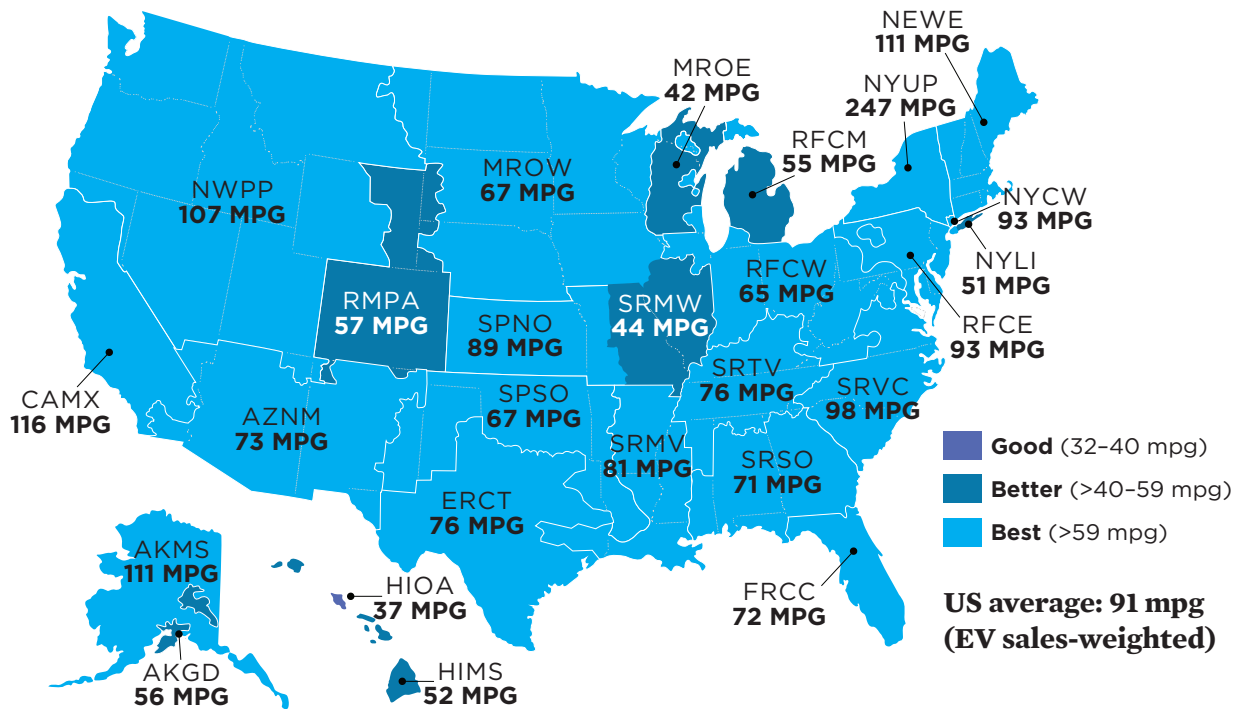 NEWE
111 MPG
MROE
42 MPG
NYUP
247 MPG
RFCM
55 MPG
MROW
67 MPG
NWPP
107 MPG
NYCW
93 MPG
NYLI
51 MPG
RFCW
65 MPG
RMPA
57 MPG
SRMW
44 MPG
SPNO
89 MPG
RFCE
93 MPG
SRTV
76 MPG
SRVC
98 MPG
CAMX
116 MPG
AZNM
73 MPG
SPSO
67 MPG
SRMV
81 MPG
SRSO
71 MPG
ERCT
76 MPG
Good (32–40 mpg)
Better (>40–59 mpg)
Best (>59 mpg)
AKMS
111 MPG
HIOA
37 MPG
FRCC
72 MPG
AKGD
56 MPG
HIMS
52 MPG
US average: 91 mpg
(EV sales-weighted)